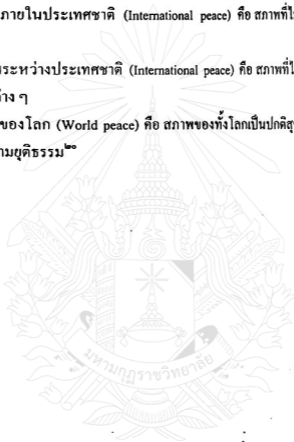 ภายในประเทศชาติ (International peace) คือ สภาพที่
ระหว่างประเทศชาติ (International peace) คือ สภาพที่
ต่าง ๆ
ของโลก (World peace) คือ สภาพของทั้งโลกเป็นปกติสุ
ามยุติธรรม๒๐
มหามกุฏราชวิทยาลัย